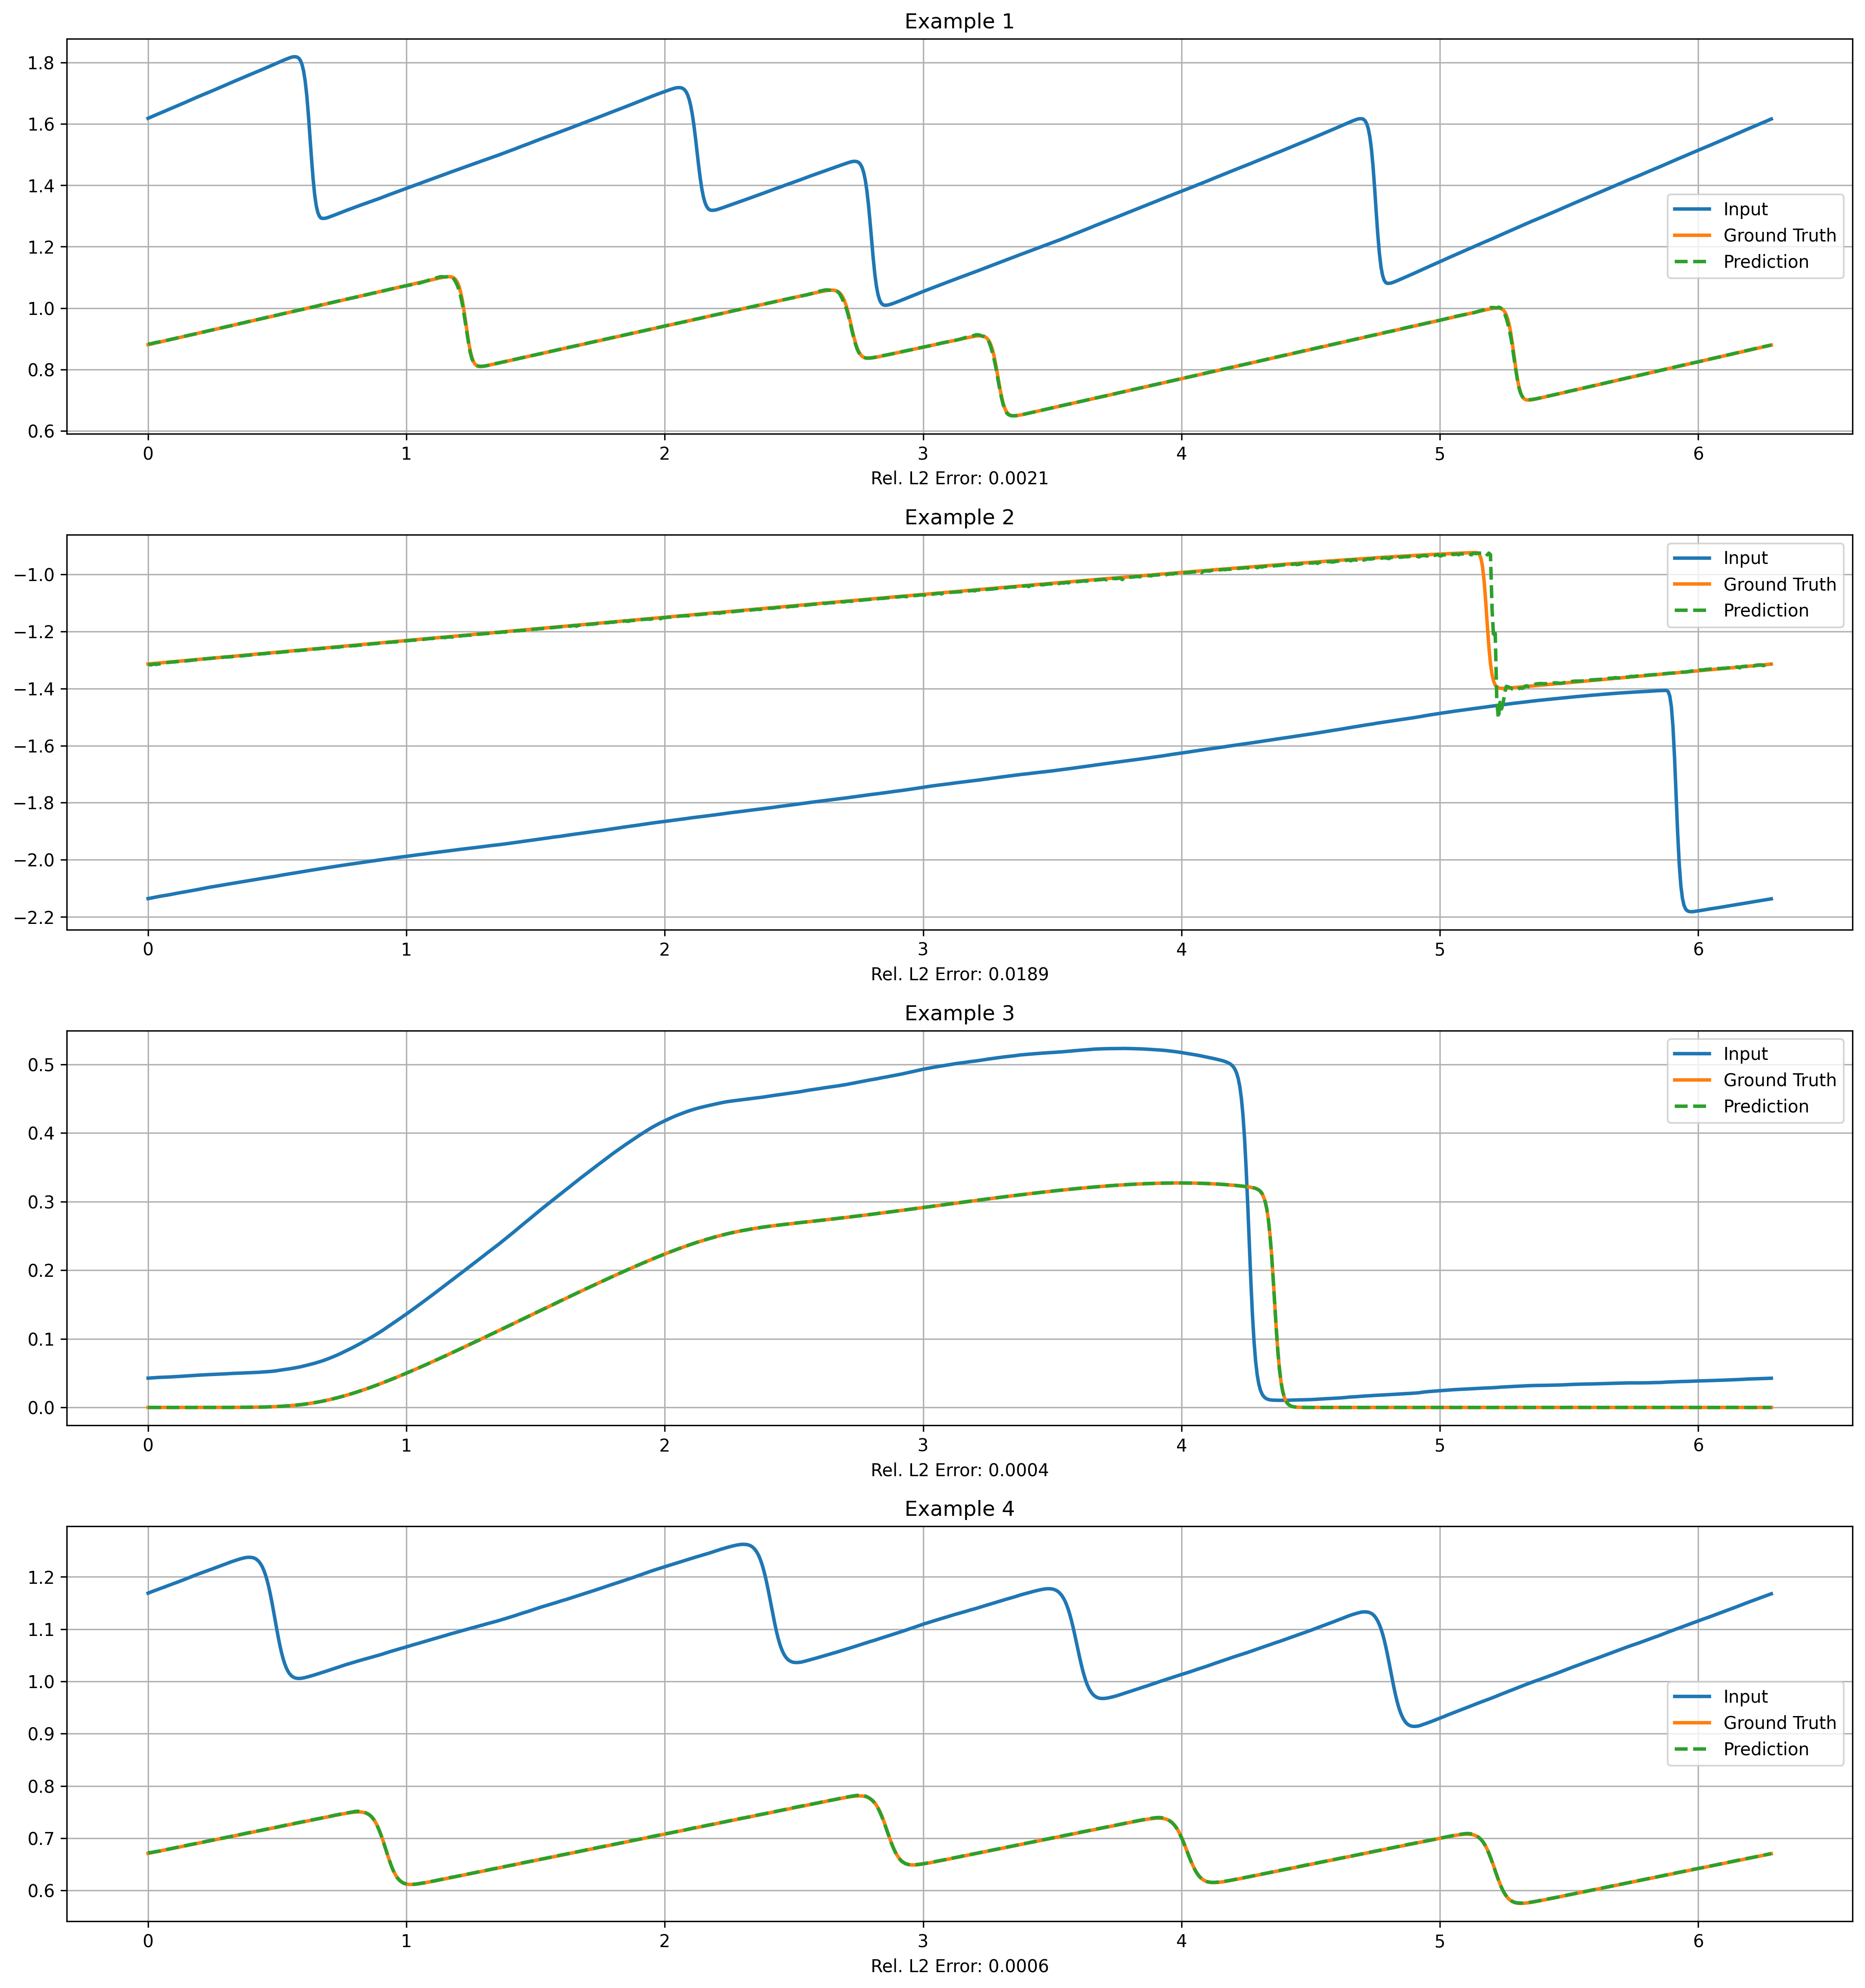 Example 1
1.8
1.6
1.4
1.2
1.0
0.8
0.6
Input
Ground Truth
Prediction
0 1 2 3 4 5 6
Rel. L2 Error: 0.0021
Example 2
−1.0
−1.2
−1.4
−1.6
−1.8
−2.0
−2.2
Input
Ground Truth
Prediction
0 1 2 3 4 5 6
Rel. L2 Error: 0.0189
Example 3
0.5
0.4
0.3
0.2
0.1
0.0
Input
Ground Truth
Prediction
0 1 2 3 4 5 6
Rel. L2 Error: 0.0004
Example 4
1.2
1.1
1.0
0.9
0.8
0.7
0.6
Input
Ground Truth
Prediction
0 1 2 3 4 5 6
Rel. L2 Error: 0.0006